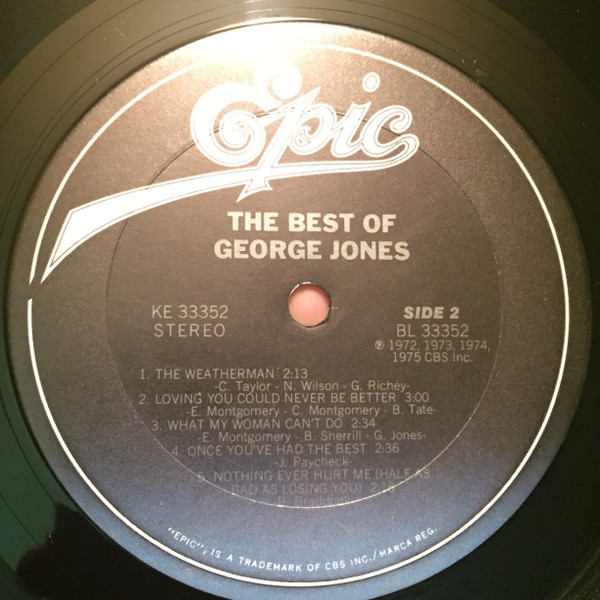 Epic
THE BEST OF
GEORGE JONES
KE 33352
STEREO
SIDE 2
BL 33352
℗ 1972, 1973, 1974,
1975 CBS Inc.
1. THE WEATHERMAN 2:13
-C. Taylor - N. Wilson - G. Richey-
2. LOVING YOU COULD NEVER BE BETTER 3:00
-E. Montgomery - C. Montgomery - B. Tate-
3. WHAT MY WOMAN CAN'T DO 2:34
-E. Montgomery - B. Sherrill - G. Jones-
4. ONCE YOU'VE HAD THE BEST 2:36
-J. Paycheck-
5. NOTHING EVER HURT ME (HALF AS
BAD AS LOSING YOU)
"EPIC", IS A TRADEMARK OF CBS INC./MARCA REG.